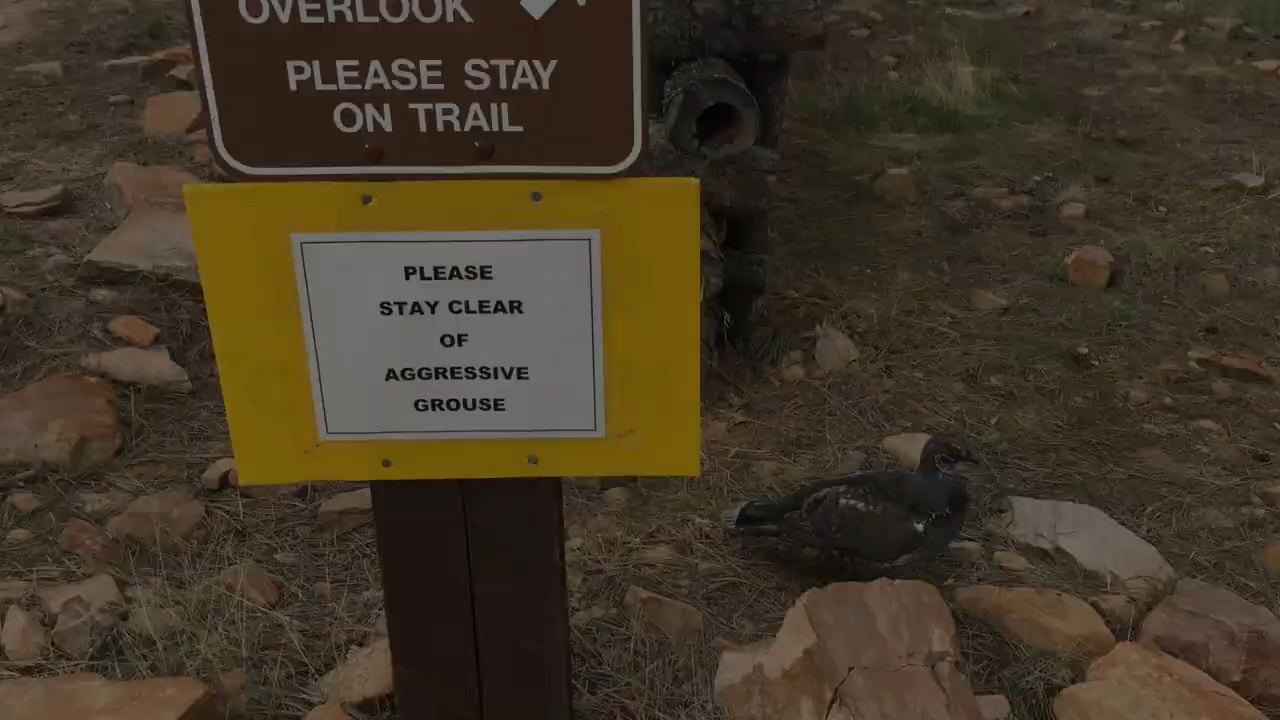 OVERLOOK
PLEASE STAY
ON TRAIL
PLEASE
STAY CLEAR
OF
AGGRESSIVE
GROUSE